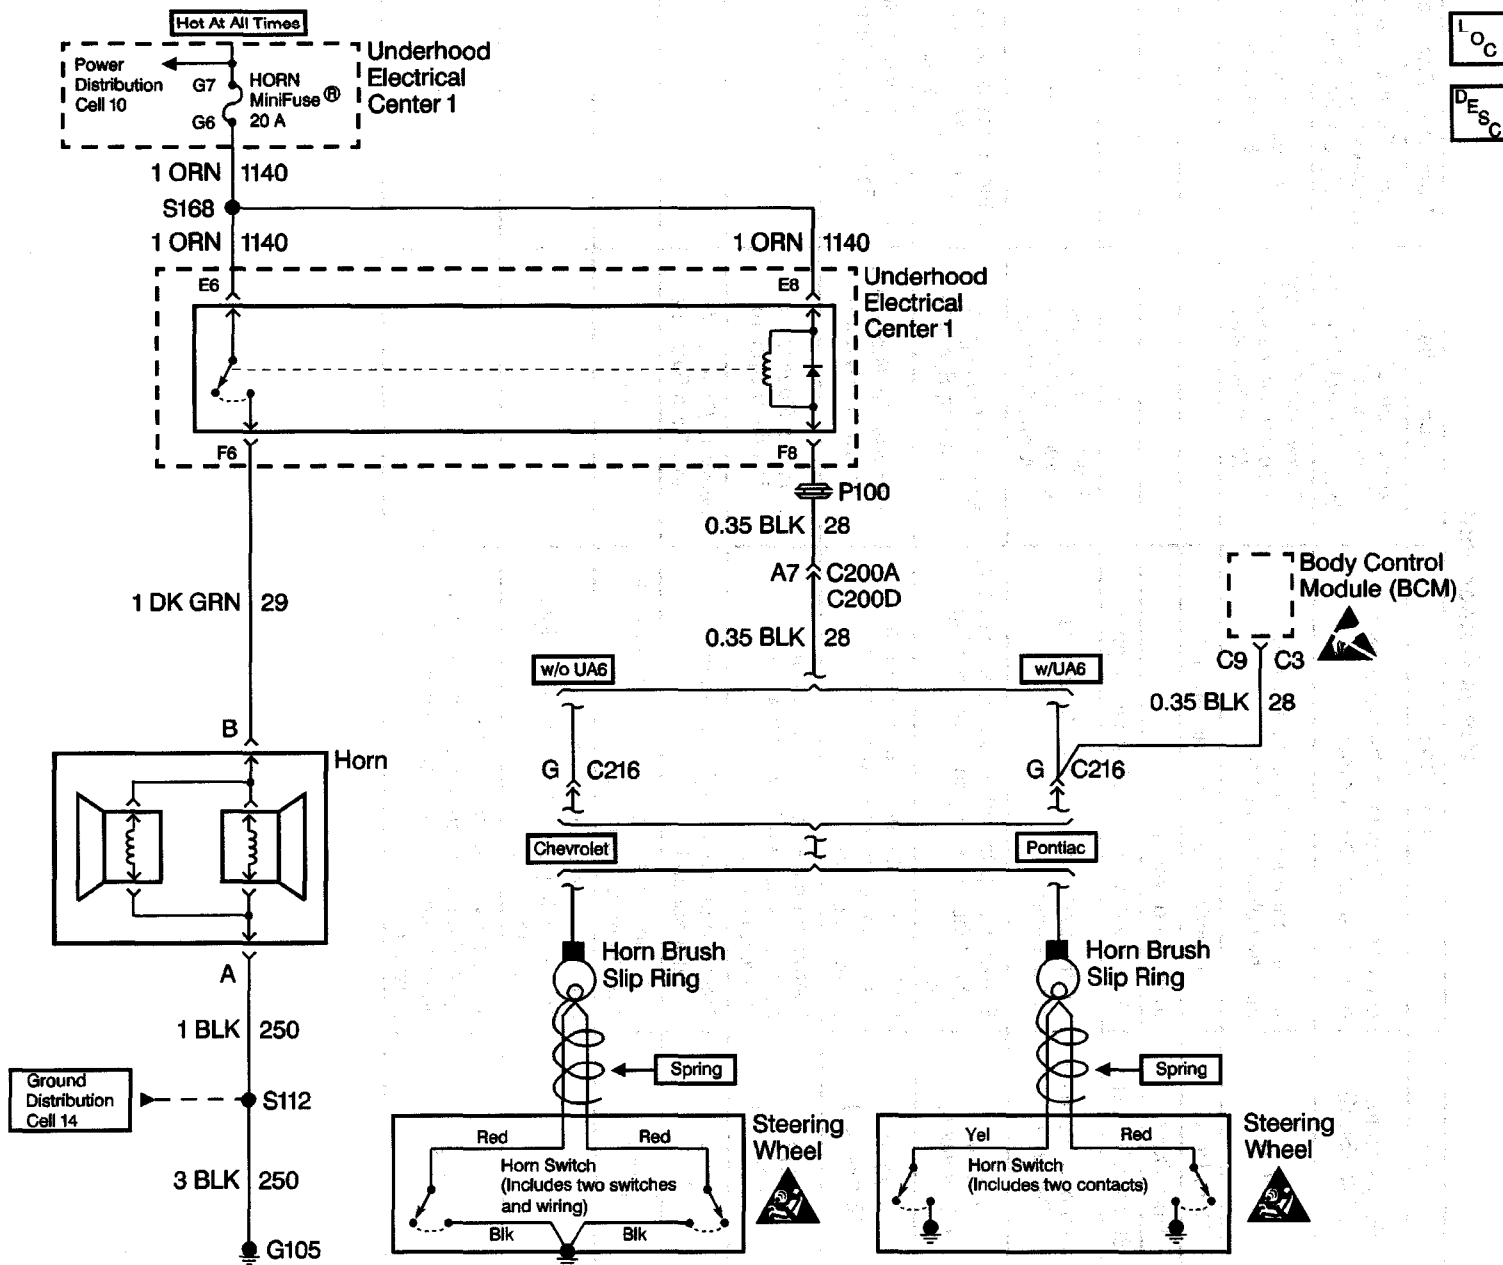 Hot At All Times
LOC
DESC
Power
Distribution
Cell 10
G7
G6
HORN
MiniFuse ®
20 A
Underhood
Electrical
Center 1
1 ORN 1140
S168
1 ORN 1140
1 ORN 1140
E6
E8
Underhood
Electrical
Center 1
F6
F8
P100
0.35 BLK 28
A7 C200A
C200D
0.35 BLK 28
1 DK GRN 29
Body Control
Module (BCM)
C9 C3
0.35 BLK 28
w/o UA6
w/UA6
G C216
G C216
B
Horn
A
Chevrolet
Pontiac
Horn Brush
Slip Ring
Horn Brush
Slip Ring
1 BLK 250
Spring
Spring
Ground
Distribution
Cell 14
S112
3 BLK 250
G105
Steering
Wheel
Red Red
Horn Switch
(Includes two switches
and wiring)
Blk Blk
Steering
Wheel
Yel Red
Horn Switch
(Includes two contacts)